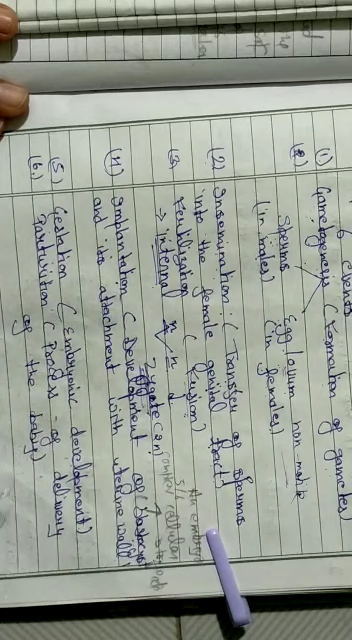 6 events
(1) Gametogenesis (Formation of gametes)
Sperms Egg/ovum non-motile
(in males) (in females)
(2) Insemination: (Transfer of sperms
into the female genital tract)
(3) Fertilization (Fusion)
→ internal n n
Zygote (2n)
(4) Implantation (Development of blastocyst
and its attachment with uterine wall)
(5) Gestation (Embryonic development)
(6) Parturition (Process of delivery
of the baby)